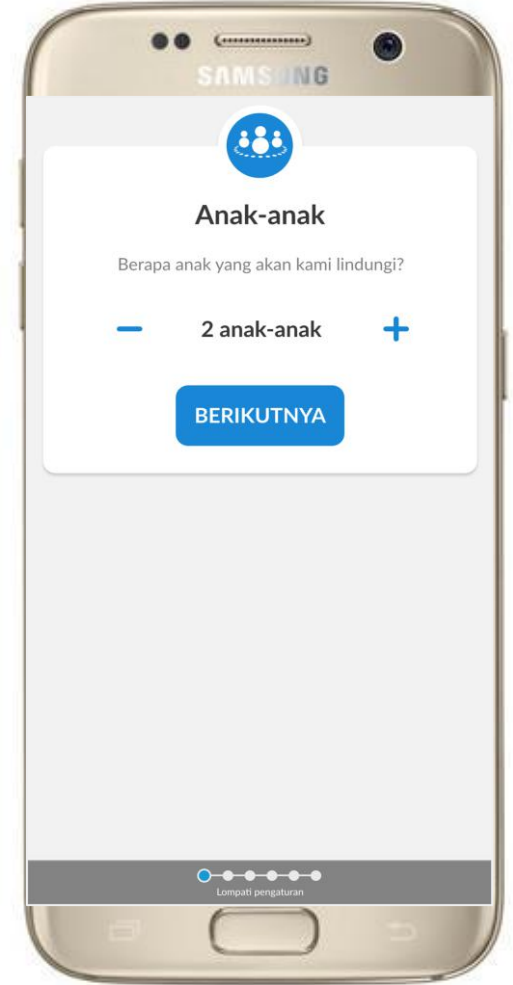 SAMSUNG
Anak-anak
Berapa anak yang akan kami lindungi?
2 anak-anak
BERIKUTNYA
Lompati pengaturan